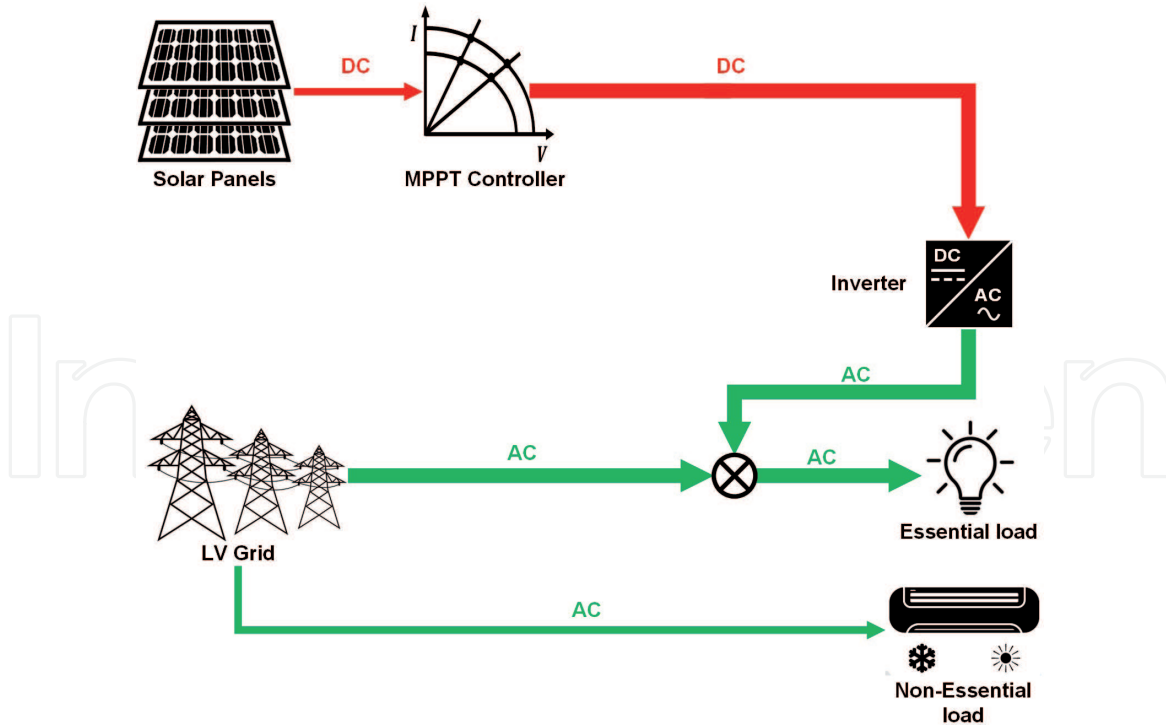 I
DC
DC
V
Solar Panels
MPPT Controller
DC
AC
Inverter
AC
AC
AC
LV Grid
Essential load
AC
Non-Essential
load